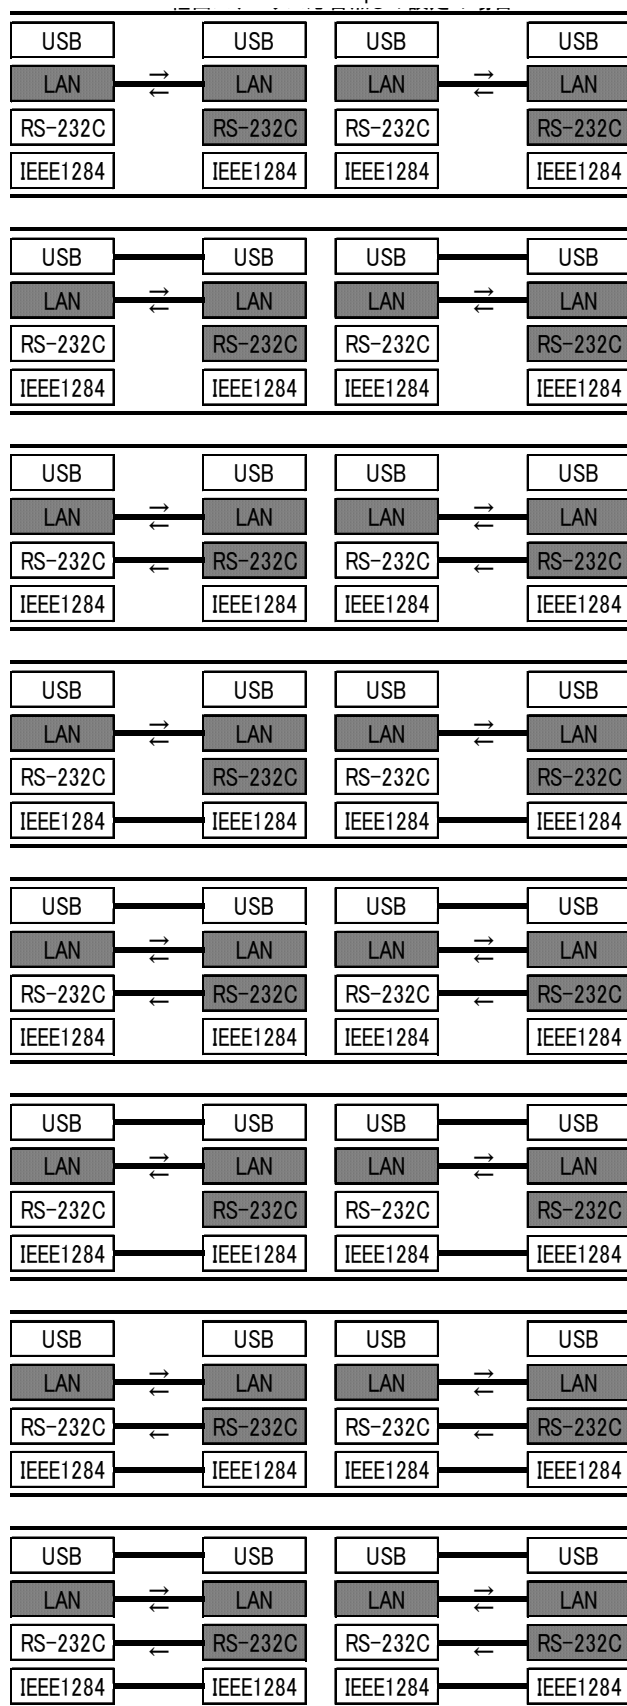 USB USB USB USB
LAN → ← LAN LAN → ← LAN
RS-232C RS-232C RS-232C RS-232C
IEEE1284 IEEE1284 IEEE1284 IEEE1284
USB USB USB USB
LAN → ← LAN LAN → ← LAN
RS-232C RS-232C RS-232C RS-232C
IEEE1284 IEEE1284 IEEE1284 IEEE1284
USB USB USB USB
LAN → ← LAN LAN → ← LAN
RS-232C ← RS-232C RS-232C ← RS-232C
IEEE1284 IEEE1284 IEEE1284 IEEE1284
USB USB USB USB
LAN → ← LAN LAN → ← LAN
RS-232C RS-232C RS-232C RS-232C
IEEE1284 IEEE1284 IEEE1284 IEEE1284
USB USB USB USB
LAN → ← LAN LAN → ← LAN
RS-232C ← RS-232C RS-232C ← RS-232C
IEEE1284 IEEE1284 IEEE1284 IEEE1284
USB USB USB USB
LAN → ← LAN LAN → ← LAN
RS-232C RS-232C RS-232C RS-232C
IEEE1284 IEEE1284 IEEE1284 IEEE1284
USB USB USB USB
LAN → ← LAN LAN → ← LAN
RS-232C ← RS-232C RS-232C ← RS-232C
IEEE1284 IEEE1284 IEEE1284 IEEE1284
USB USB USB USB
LAN → ← LAN LAN → ← LAN
RS-232C ← RS-232C RS-232C ← RS-232C
IEEE1284 IEEE1284 IEEE1284 IEEE1284